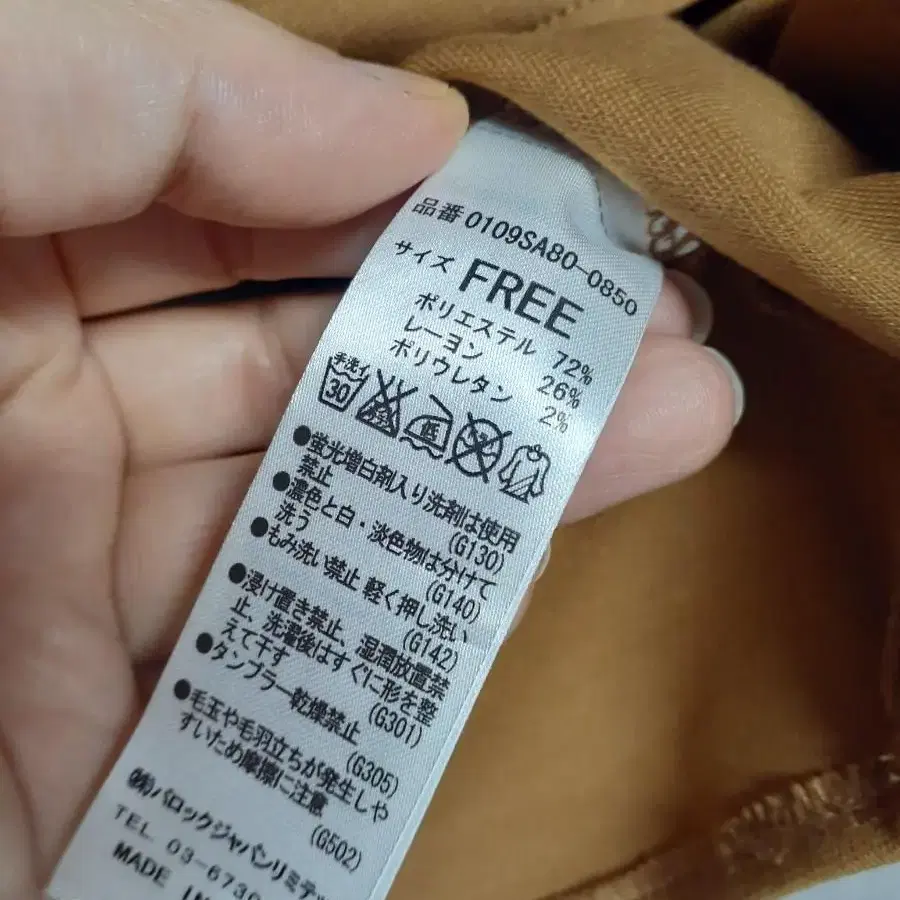 品番 0109SA80-0850
サイズ FREE
ポリエステル 72%
レーヨン 26%
ポリウレタン 2%
手洗イ
30
低
●蛍光増白剤入り洗剤は使用
禁止 (G130)
●濃色と白・淡色物は分けて
洗う (G140)
●もみ洗い禁止 軽く押し洗い
(G142)
●浸け置き禁止、湿潤放置禁
止、洗濯後はすぐに形を整
えて干す (G301)
●タンブラー乾燥禁止
(G305)
●毛玉や毛羽立ちが発生しや
すいため摩擦に注意
(G502)
㈱バロックジャパンリミテッ
TEL 03-6730
MADE IN